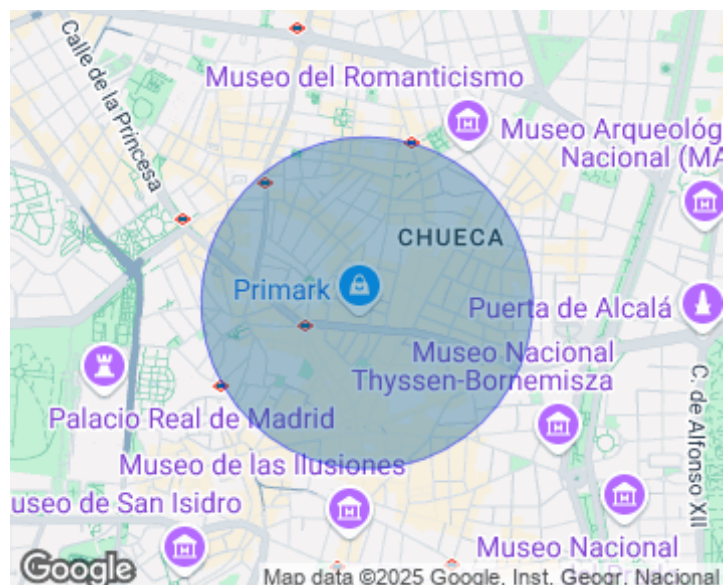 Calle de la Princesa
Museo del Romanticismo
Museo Arqueológ
Nacional (MA
CHUECA
Primark
Puerta de Alcalá
Museo Nacional
Thyssen-Bornemisza
Palacio Real de Madrid
C. de Alfonso XII
Museo de las Ilusiones
useo de San Isidro
Museo Nacional
Google
Map data ©2025 Google, Inst. Geogr. Nacional